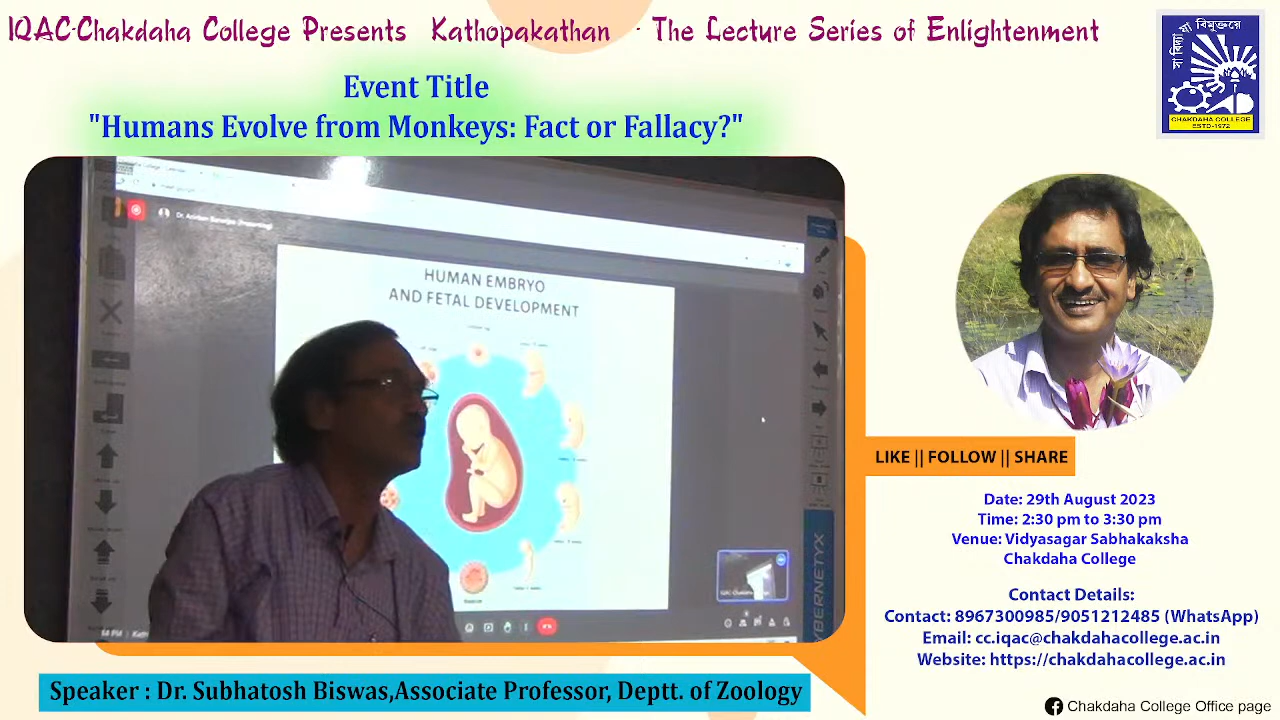 IQAC-Chakdaha College Presents Kathopakathan - The Lecture Series of Enlightenment
Event Title
"Humans Evolve from Monkeys: Fact or Fallacy?"
সা বিদ্যা যা বিমুক্তয়ে
CHAKDAHA COLLEGE
ESTD-1972
HUMAN EMBRYO
AND FETAL DEVELOPMENT
LIKE || FOLLOW || SHARE
Date: 29th August 2023
Time: 2:30 pm to 3:30 pm
Venue: Vidyasagar Sabhakaksha
Chakdaha College
Contact Details:
Contact: 8967300985/9051212485 (WhatsApp)
Email: cc.iqac@chakdahacollege.ac.in
Website: https://chakdahacollege.ac.in
Speaker : Dr. Subhatosh Biswas,Associate Professor, Deptt. of Zoology
Chakdaha College Office page